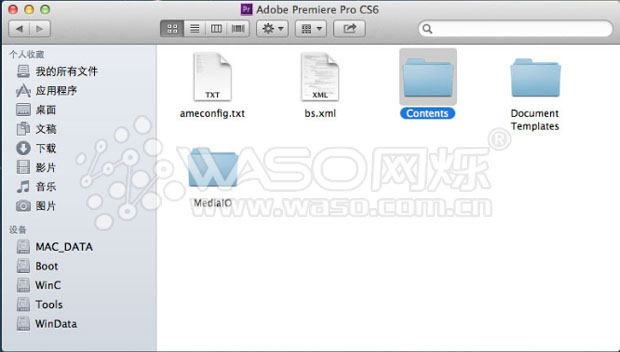 Pr Adobe Premiere Pro CS6
个人收藏
我的所有文件
应用程序
桌面
文稿
下载
影片
音乐
图片
设备
MAC_DATA
Boot
WinC
Tools
WinData
TXT
ameconfig.txt
XML
bs.xml
Contents
Document
Templates
MediaIO
WASO网烁®
www.waso.com.cn